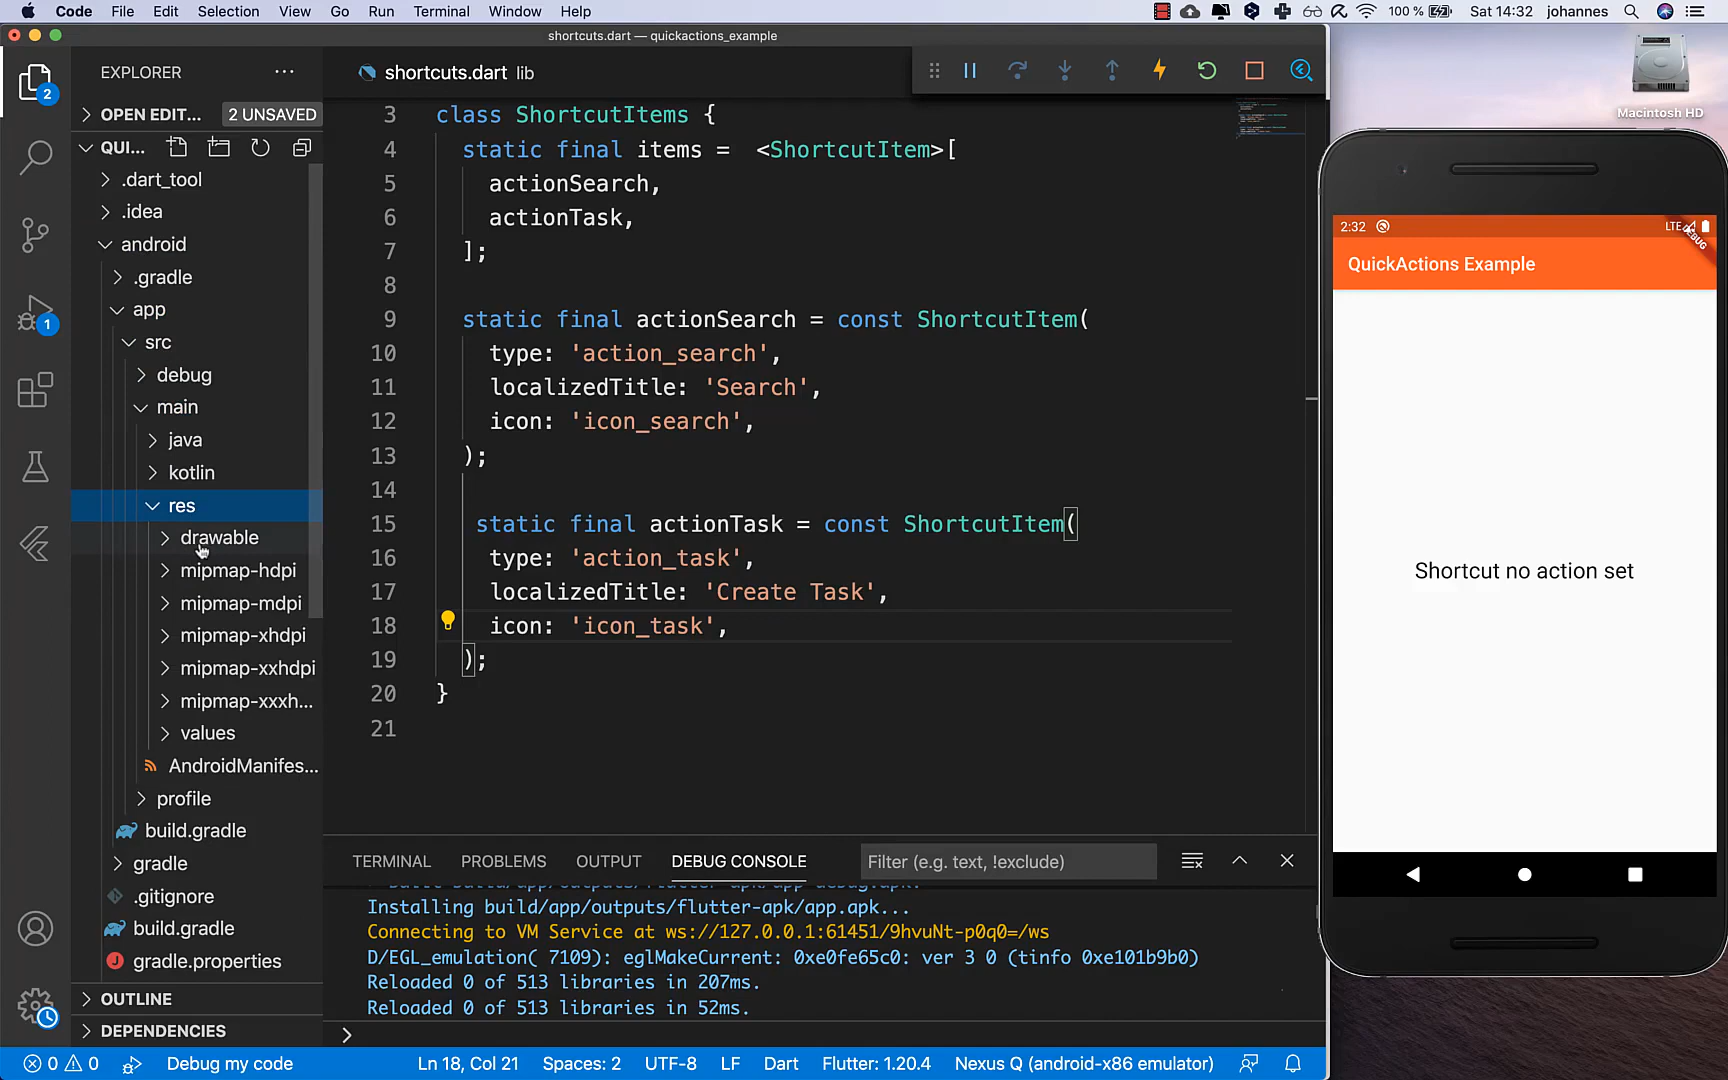 Code File Edit Selection View Go Run Terminal Window Help 100 % Sat 14:32 johannes
shortcuts.dart — quickactions_example
Macintosh HD
EXPLORER
OPEN EDIT... 2 UNSAVED
QUI...
.dart_tool
.idea
android
.gradle
app
src
debug
main
java
kotlin
res
drawable
mipmap-hdpi
mipmap-mdpi
mipmap-xhdpi
mipmap-xxhdpi
mipmap-xxxh...
values
AndroidManifes...
profile
build.gradle
gradle
.gitignore
build.gradle
gradle.properties
OUTLINE
DEPENDENCIES
2
1
shortcuts.dart lib
3 class ShortcutItems {
4 static final items = <ShortcutItem>[
5 actionSearch,
6 actionTask,
7 ];
8
9 static final actionSearch = const ShortcutItem(
10 type: 'action_search',
11 localizedTitle: 'Search',
12 icon: 'icon_search',
13 );
14
15 static final actionTask = const ShortcutItem(
16 type: 'action_task',
17 localizedTitle: 'Create Task',
18 icon: 'icon_task',
19 );
20 }
21
TERMINAL PROBLEMS OUTPUT DEBUG CONSOLE Filter (e.g. text, !exclude)
Installing build/app/outputs/flutter-apk/app.apk...
Connecting to VM Service at ws://127.0.0.1:61451/9hvuNt-p0q0=/ws
D/EGL_emulation( 7109): eglMakeCurrent: 0xe0fe65c0: ver 3 0 (tinfo 0xe101b9b0)
Reloaded 0 of 513 libraries in 207ms.
Reloaded 0 of 513 libraries in 52ms.
0 0 Debug my code Ln 18, Col 21 Spaces: 2 UTF-8 LF Dart Flutter: 1.20.4 Nexus Q (android-x86 emulator)
2:32 LTE
DEBUG
QuickActions Example
Shortcut no action set